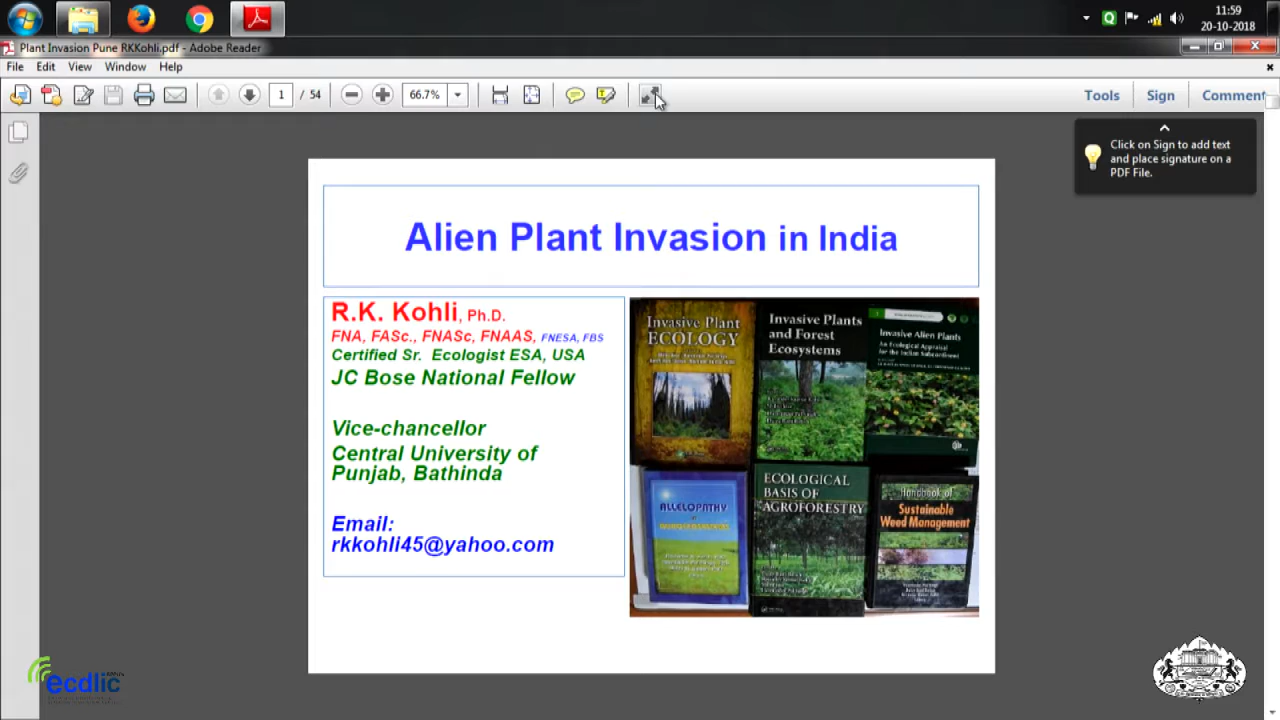 11:59
20-10-2018
Plant Invasion Pune RKKohli.pdf - Adobe Reader
File Edit View Window Help
1 / 54 66.7% Tools Sign Comment
Click on Sign to add text
and place signature on a
PDF File.
Alien Plant Invasion in India
R.K. Kohli, Ph.D.
FNA, FASc., FNASc, FNAAS, FNESA, FBS
Certified Sr. Ecologist ESA, USA
JC Bose National Fellow
Vice-chancellor
Central University of
Punjab, Bathinda
Email:
rkkohli45@yahoo.com
Invasive Plant
ECOLOGY
Invasive Plants
and Forest
Ecosystems
Invasive Alien Plants
An Ecological Appraisal
for the Indian Subcontinent
ALLELOPATHY
ECOLOGICAL
BASIS OF
AGROFORESTRY
Handbook of
Sustainable
Weed Management
ecdlic